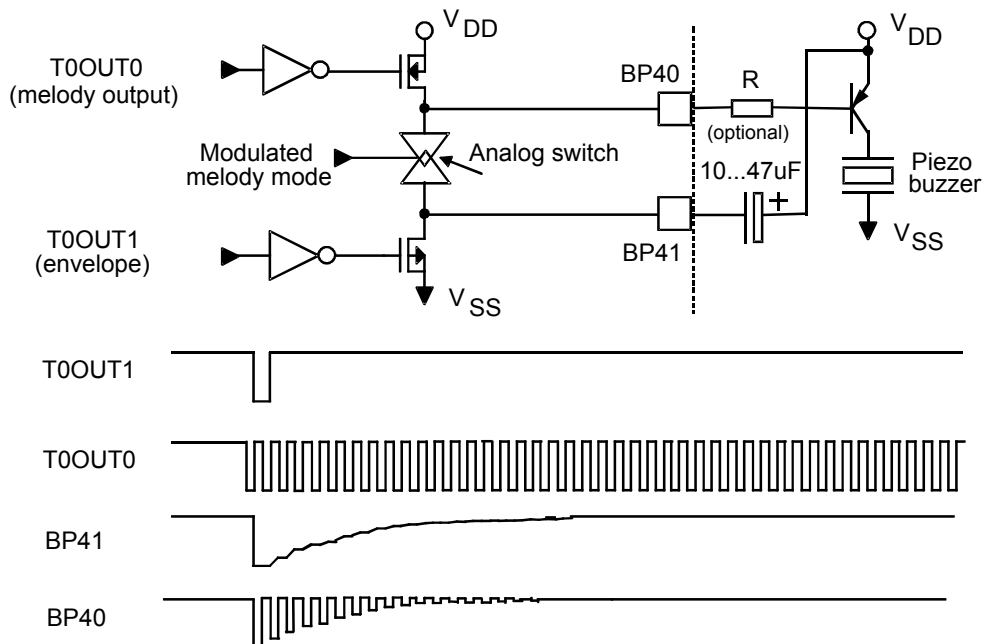 V DD
V DD
T0OUT0
(melody output)
BP40
R
(optional)
Modulated
melody mode
Analog switch
10...47uF
+
Piezo
buzzer
T0OUT1
(envelope)
BP41
V SS
V SS
T0OUT1
T0OUT0
BP41
BP40